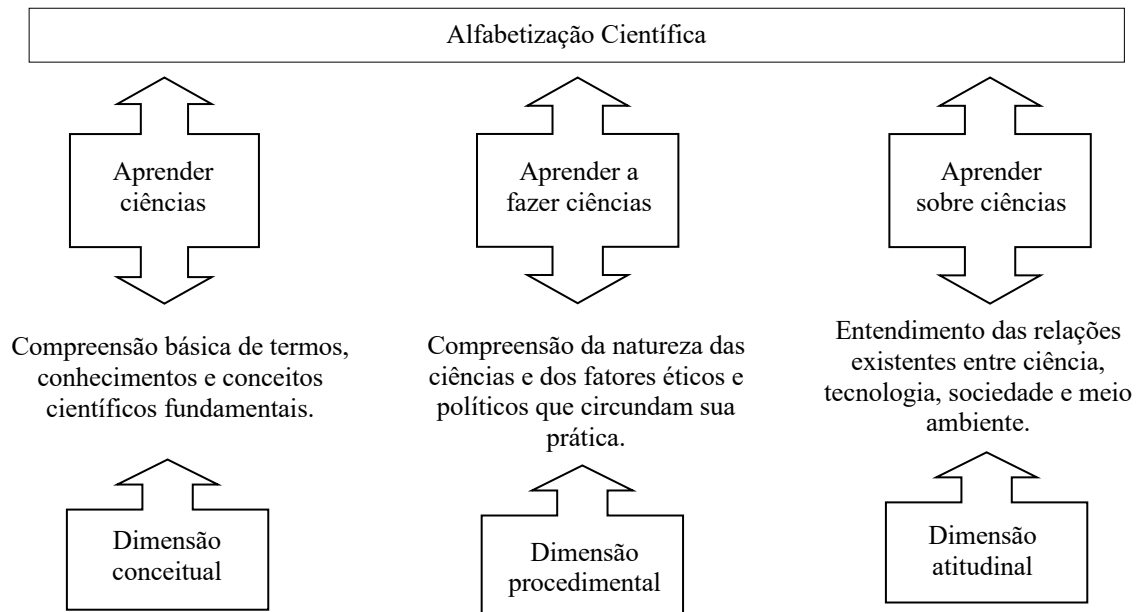 Alfabetização Científica
Aprender
ciências
Aprender a
fazer ciências
Aprender
sobre ciências
Compreensão básica de termos,
conhecimentos e conceitos
científicos fundamentais.
Compreensão da natureza das
ciências e dos fatores éticos e
políticos que circundam sua
prática.
Entendimento das relações
existentes entre ciência,
tecnologia, sociedade e meio
ambiente.
Dimensão
conceitual
Dimensão
procedimental
Dimensão
atitudinal